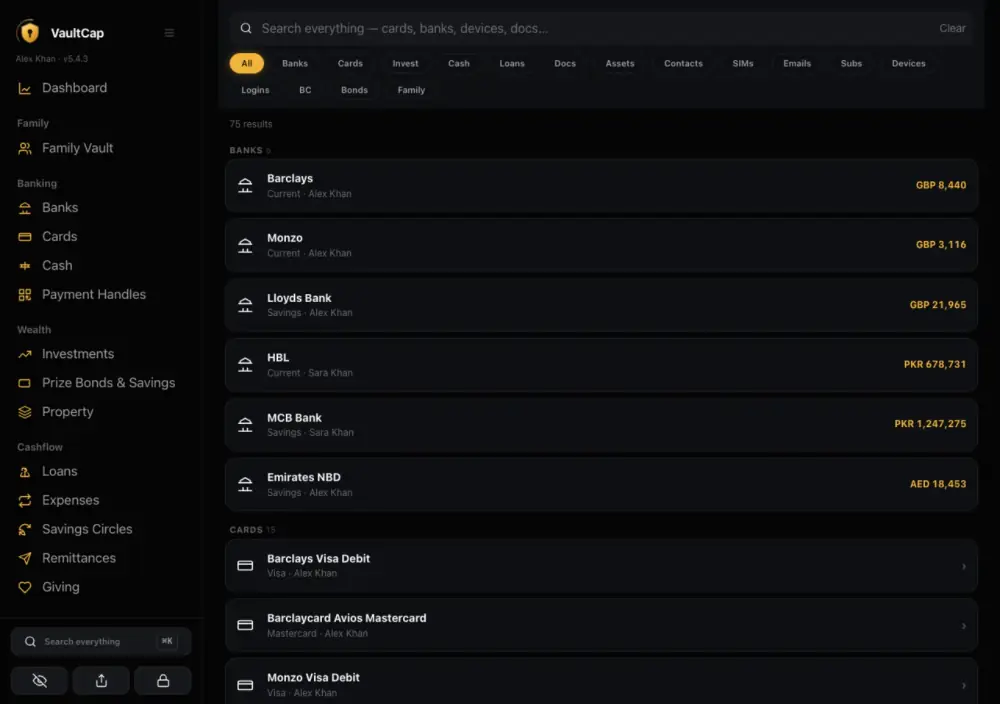 VaultCap
Alex Khan · v5.4.3
Dashboard
Family
Family Vault
Banking
Banks
Cards
Cash
Payment Handles
Wealth
Investments
Prize Bonds & Savings
Property
Cashflow
Loans
Expenses
Savings Circles
Remittances
Giving
Search everything ⌘K
Search everything — cards, banks, devices, docs...
Clear
All Banks Cards Invest Cash Loans Docs Assets Contacts SIMs Emails Subs Devices
Logins BC Bonds Family
75 results
BANKS 6
Barclays
Current · Alex Khan
GBP 8,440
Monzo
Current · Alex Khan
GBP 3,116
Lloyds Bank
Savings · Alex Khan
GBP 21,965
HBL
Current · Sara Khan
PKR 678,731
MCB Bank
Savings · Sara Khan
PKR 1,247,275
Emirates NBD
Savings · Alex Khan
AED 18,453
CARDS 15
Barclays Visa Debit
Visa · Alex Khan
Barclaycard Avios Mastercard
Mastercard · Alex Khan
Monzo Visa Debit
Visa · Alex Khan